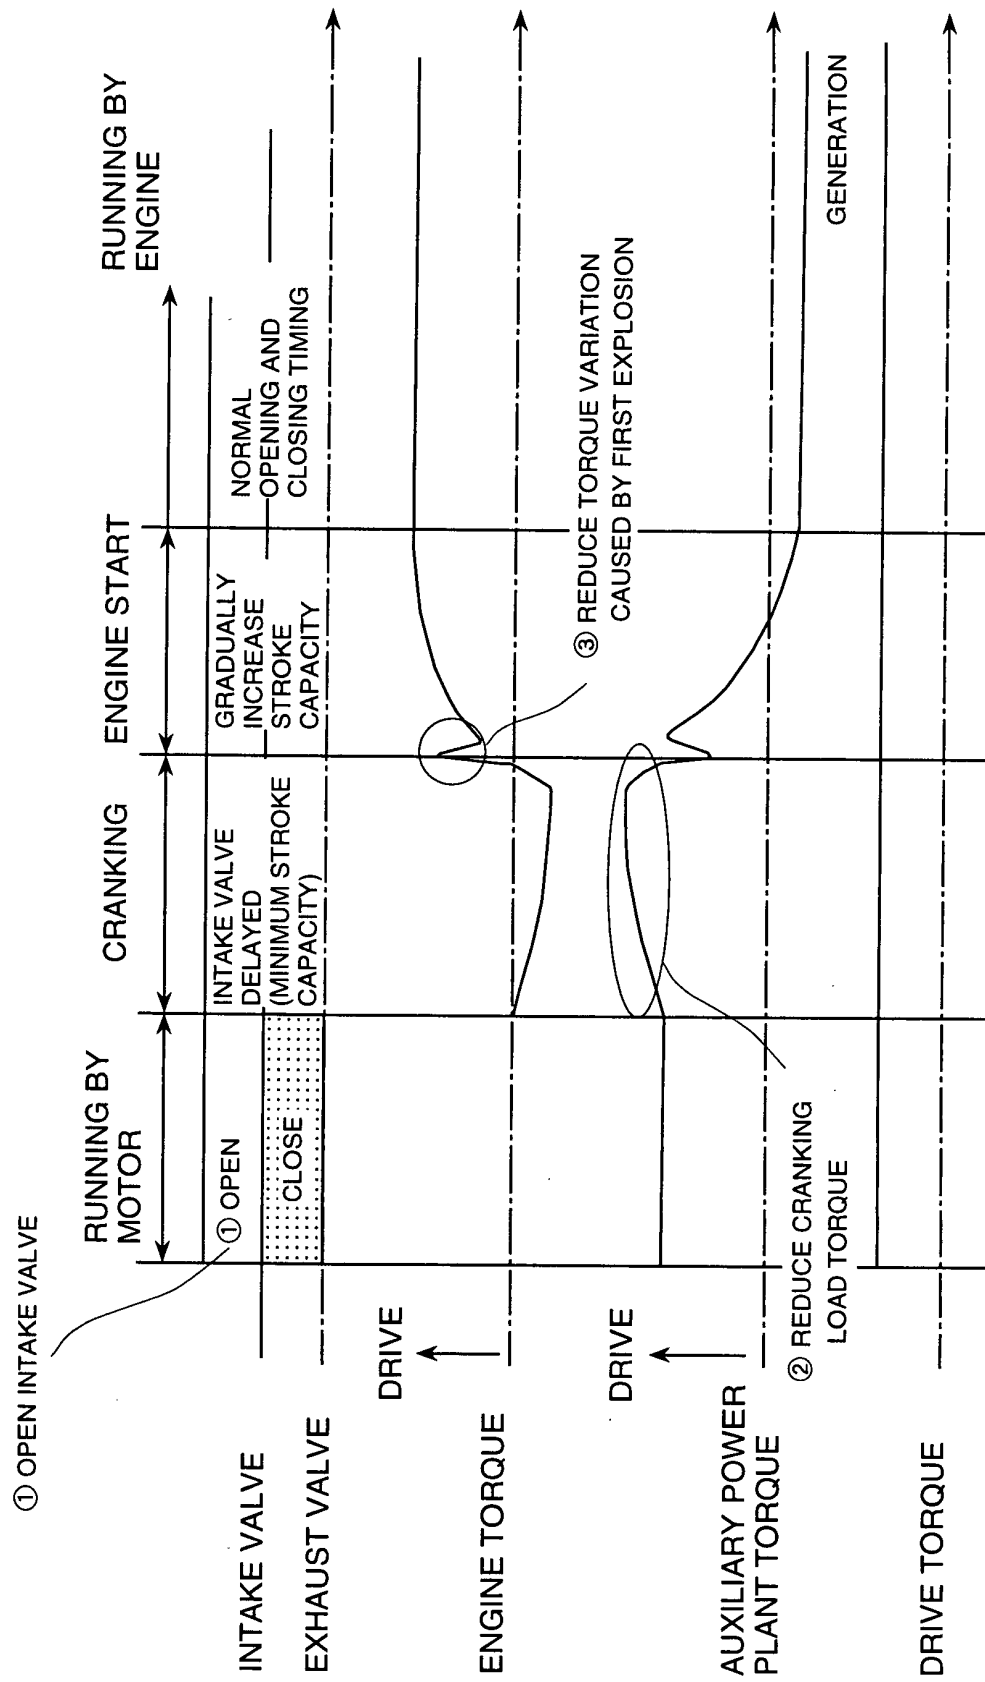 ① OPEN INTAKE VALVE
RUNNING BY
MOTOR
CRANKING
ENGINE START
RUNNING BY
ENGINE
INTAKE VALVE
① OPEN
INTAKE VALVE
DELAYED
(MINIMUM STROKE
CAPACITY)
GRADUALLY
INCREASE
STROKE
CAPACITY
NORMAL
OPENING AND
CLOSING TIMING
EXHAUST VALVE
CLOSE
DRIVE
ENGINE TORQUE
③ REDUCE TORQUE VARIATION
CAUSED BY FIRST EXPLOSION
DRIVE
AUXILIARY POWER
PLANT TORQUE
② REDUCE CRANKING
LOAD TORQUE
GENERATION
DRIVE TORQUE